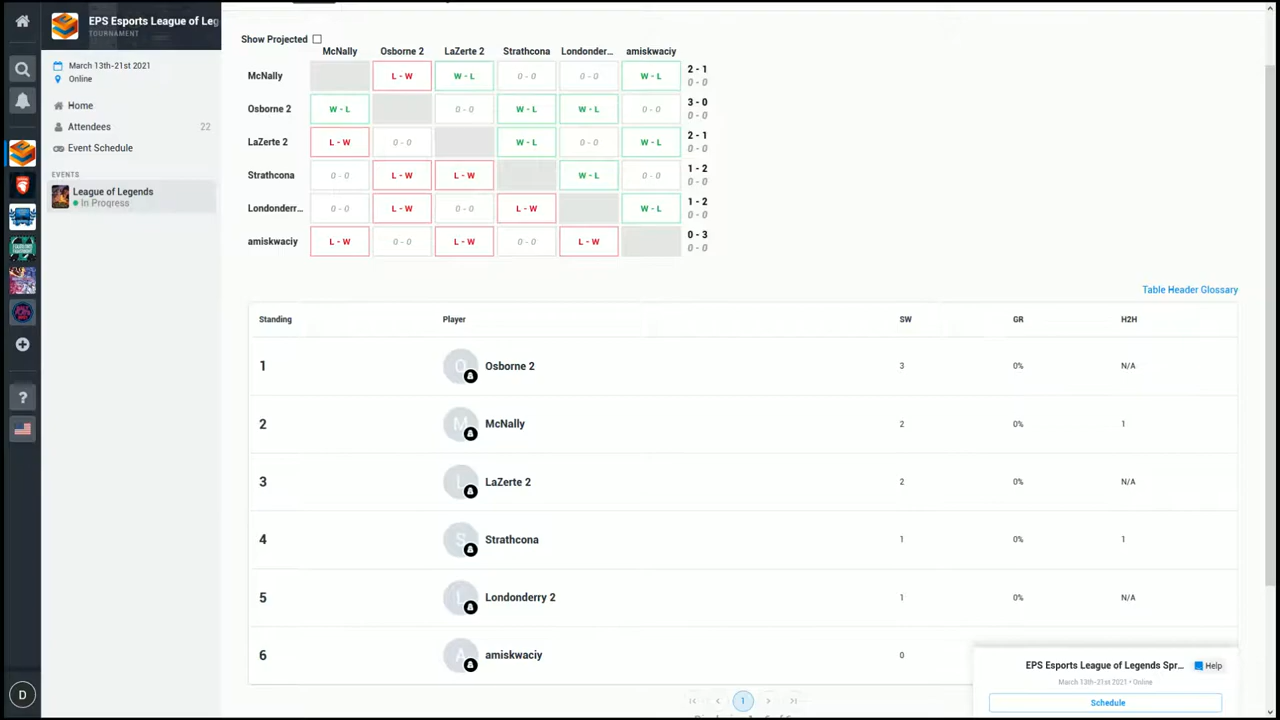 EPS Esports League of Leg
TOURNAMENT
March 13th-21st 2021
Online
Home
Attendees 22
Event Schedule
EVENTS
League of Legends
In Progress
?
D
Show Projected
McNally Osborne 2 LaZerte 2 Strathcona Londonder... amiskwaciy
McNally L - W W - L 0 - 0 0 - 0 W - L 2 - 1 0 - 0
Osborne 2 W - L 0 - 0 W - L W - L 0 - 0 3 - 0 0 - 0
LaZerte 2 L - W 0 - 0 W - L 0 - 0 W - L 2 - 1 0 - 0
Strathcona 0 - 0 L - W L - W W - L 0 - 0 1 - 2 0 - 0
Londonderr... 0 - 0 L - W 0 - 0 L - W W - L 1 - 2 0 - 0
amiskwaciy L - W 0 - 0 L - W 0 - 0 L - W 0 - 3 0 - 0
Table Header Glossary
Standing Player SW GR H2H
1 O Osborne 2 3 0% N/A
2 M McNally 2 0% 1
3 L LaZerte 2 2 0% N/A
4 S Strathcona 1 0% 1
5 L Londonderry 2 1 0% N/A
6 A amiskwaciy 0
EPS Esports League of Legends Spr... Help
March 13th-21st 2021 • Online
Schedule
1